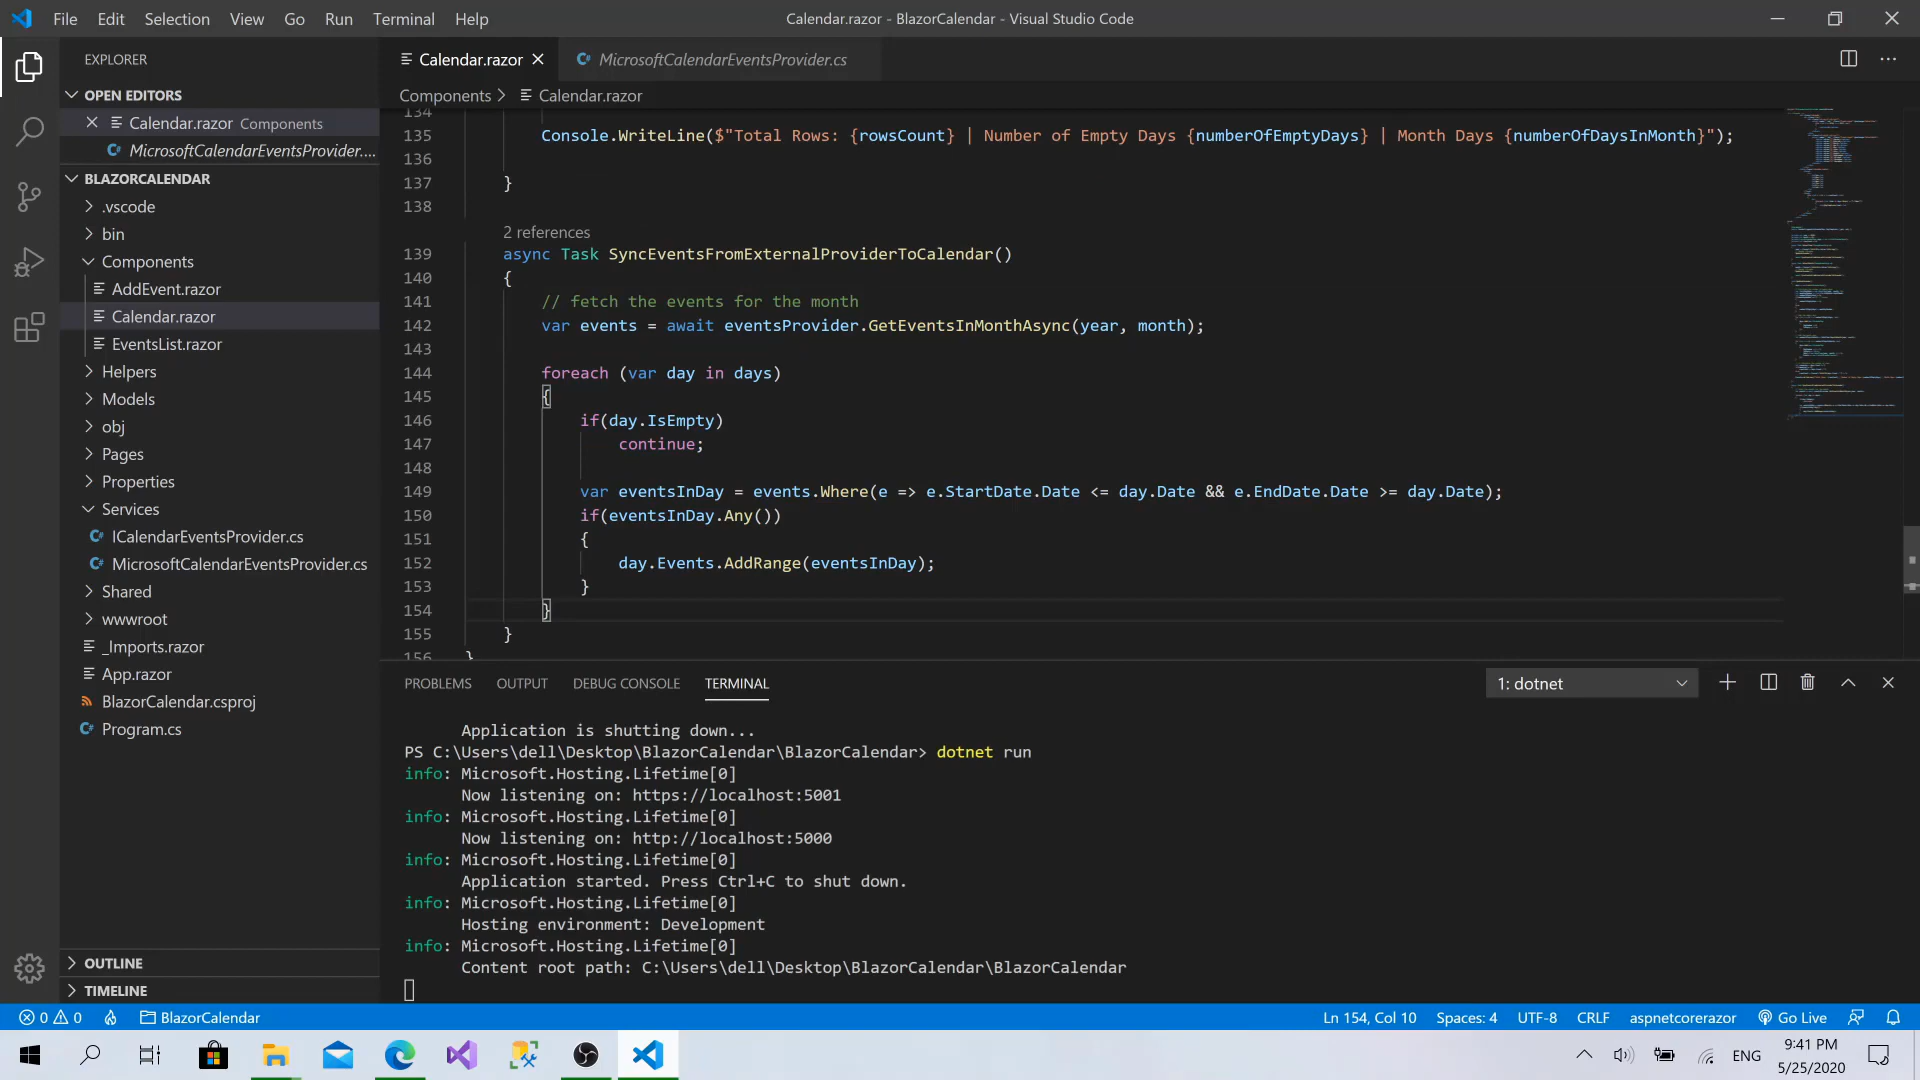 File Edit Selection View Go Run Terminal Help
Calendar.razor - BlazorCalendar - Visual Studio Code
EXPLORER
OPEN EDITORS
Calendar.razor Components
MicrosoftCalendarEventsProvider....
BLAZORCALENDAR
.vscode
bin
Components
AddEvent.razor
Calendar.razor
EventsList.razor
Helpers
Models
obj
Pages
Properties
Services
ICalendarEventsProvider.cs
MicrosoftCalendarEventsProvider.cs
Shared
wwwroot
_Imports.razor
App.razor
BlazorCalendar.csproj
Program.cs
OUTLINE
TIMELINE
Calendar.razor
MicrosoftCalendarEventsProvider.cs
Components > Calendar.razor
134
135 Console.WriteLine($"Total Rows: {rowsCount} | Number of Empty Days {numberOfEmptyDays} | Month Days {numberOfDaysInMonth}");
136
137 }
138
2 references
139 async Task SyncEventsFromExternalProviderToCalendar()
140 {
141 // fetch the events for the month
142 var events = await eventsProvider.GetEventsInMonthAsync(year, month);
143
144 foreach (var day in days)
145 {
146 if(day.IsEmpty)
147 continue;
148
149 var eventsInDay = events.Where(e => e.StartDate.Date <= day.Date && e.EndDate.Date >= day.Date);
150 if(eventsInDay.Any())
151 {
152 day.Events.AddRange(eventsInDay);
153 }
154 }
155 }
156 }
PROBLEMS OUTPUT DEBUG CONSOLE TERMINAL
1: dotnet
Application is shutting down...
PS C:\Users\dell\Desktop\BlazorCalendar\BlazorCalendar> dotnet run
info: Microsoft.Hosting.Lifetime[0]
Now listening on: https://localhost:5001
info: Microsoft.Hosting.Lifetime[0]
Now listening on: http://localhost:5000
info: Microsoft.Hosting.Lifetime[0]
Application started. Press Ctrl+C to shut down.
info: Microsoft.Hosting.Lifetime[0]
Hosting environment: Development
info: Microsoft.Hosting.Lifetime[0]
Content root path: C:\Users\dell\Desktop\BlazorCalendar\BlazorCalendar
0 0 BlazorCalendar
Ln 154, Col 10 Spaces: 4 UTF-8 CRLF aspnetcorerazor Go Live
ENG
9:41 PM
5/25/2020